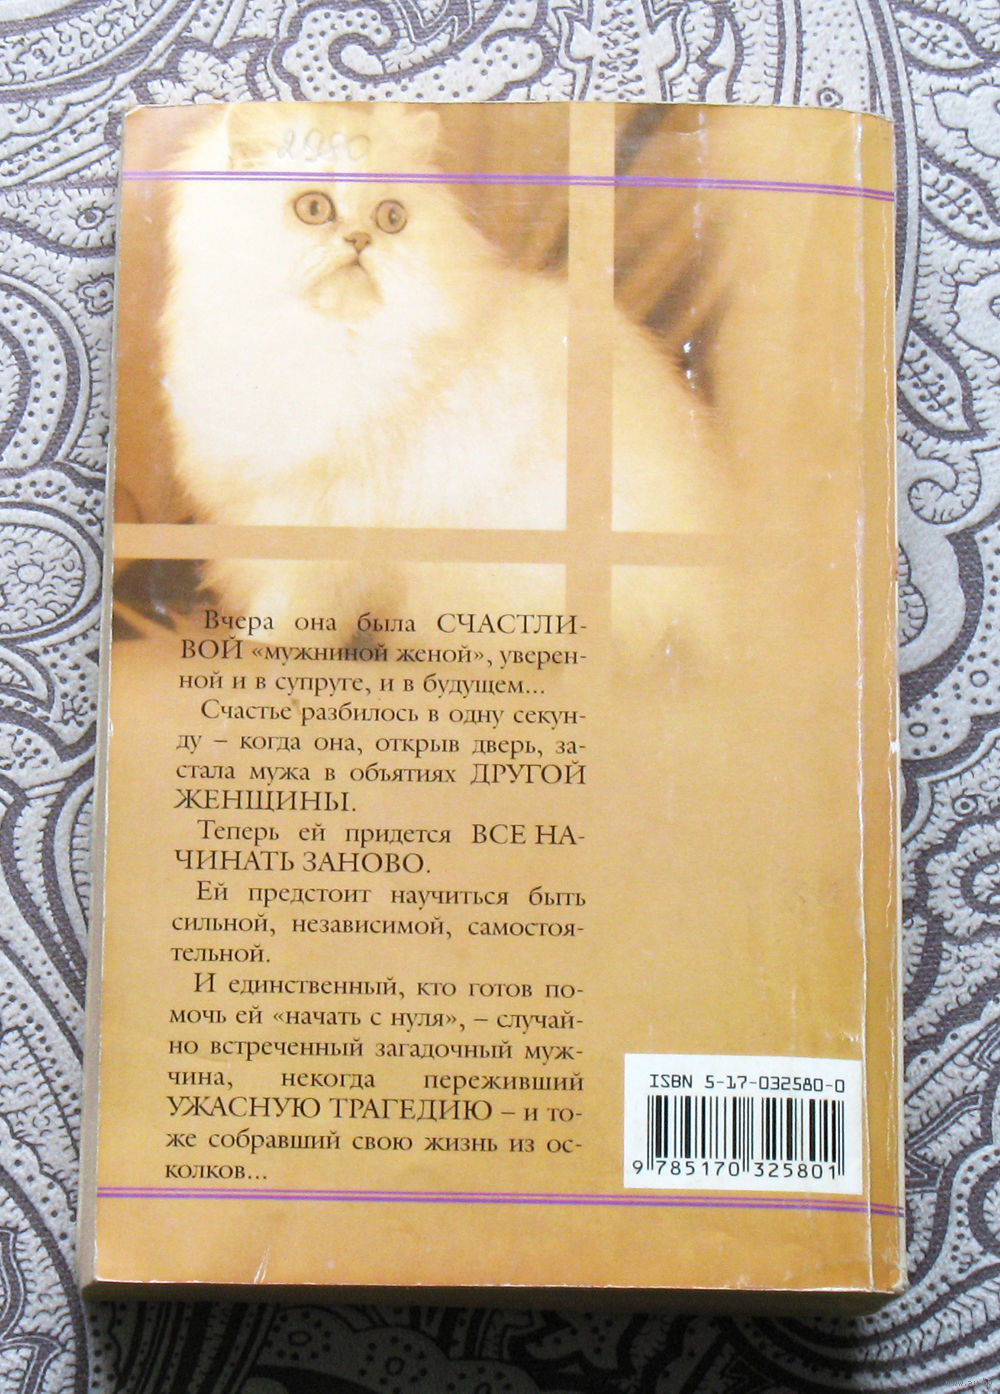 2980
Вчера она была СЧАСТЛИ-
ВОЙ «мужниной женой», уверен-
ной и в супруге, и в будущем...
Счастье разбилось в одну секун-
ду – когда она, открыв дверь, за-
стала мужа в объятиях ДРУГОЙ
ЖЕНЩИНЫ.
Теперь ей придется ВСЕ НА-
ЧИНАТЬ ЗАНОВО.
Ей предстоит научиться быть
сильной, независимой, самостоя-
тельной.
И единственный, кто готов по-
мочь ей «начать с нуля», – случай-
но встреченный загадочный муж-
чина, некогда переживший
УЖАСНУЮ ТРАГЕДИЮ – и то-
же собравший свою жизнь из ос-
колков...
ISBN 5-17-032580-0
9 785170 325801